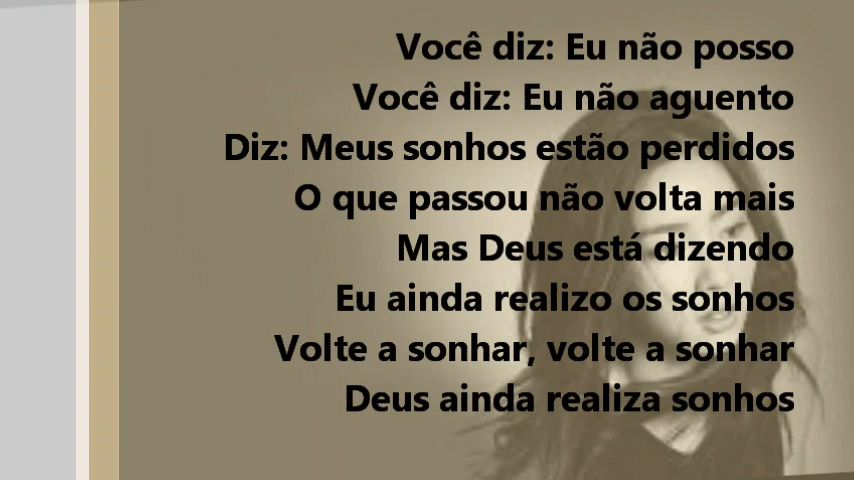 Você diz: Eu não posso
Você diz: Eu não aguento
Diz: Meus sonhos estão perdidos
O que passou não volta mais
Mas Deus está dizendo
Eu ainda realizo os sonhos
Volte a sonhar, volte a sonhar
Deus ainda realiza sonhos